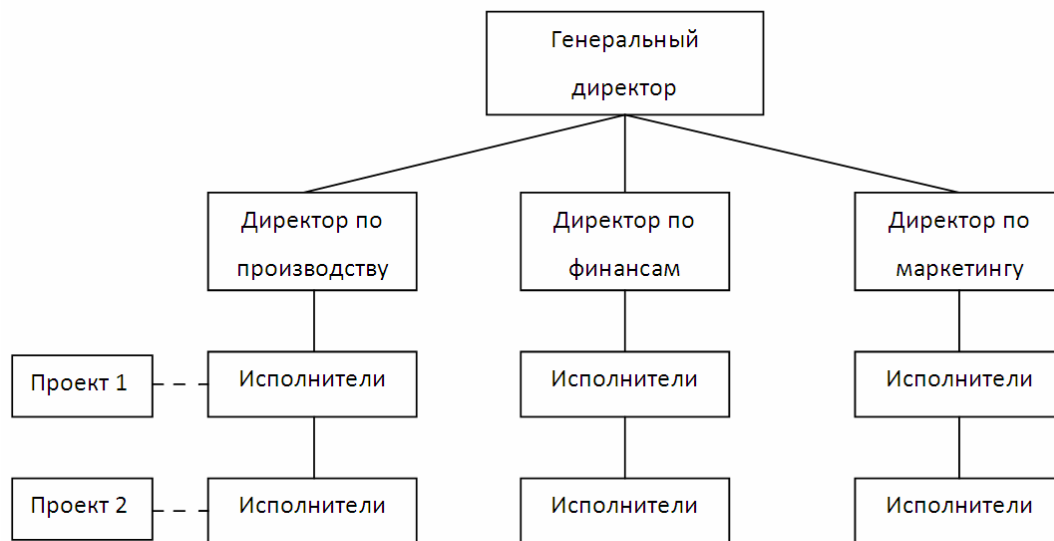 Генеральный
директор
Директор по
производству
Директор по
финансам
Директор по
маркетингу
Проект 1
Исполнители
Исполнители
Исполнители
Проект 2
Исполнители
Исполнители
Исполнители